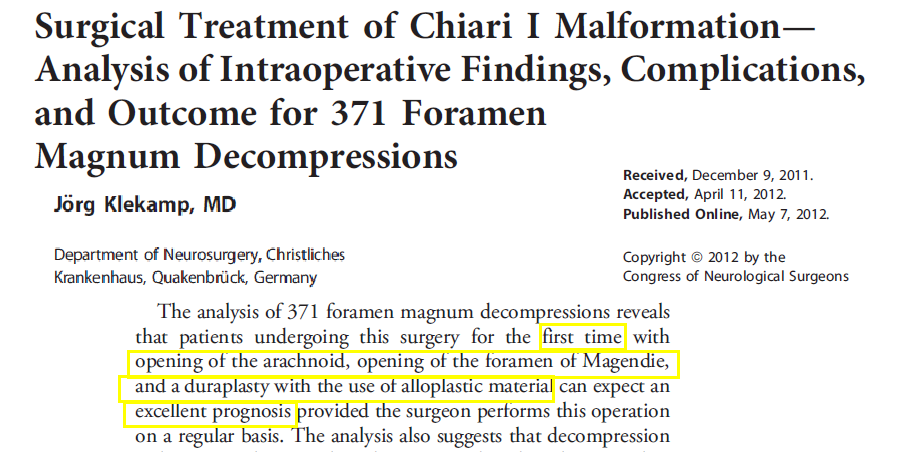 Surgical Treatment of Chiari I Malformation—
Analysis of Intraoperative Findings, Complications,
and Outcome for 371 Foramen
Magnum Decompressions
Jörg Klekamp, MD
Department of Neurosurgery, Christliches
Krankenhaus, Quakenbrück, Germany
Received, December 9, 2011.
Accepted, April 11, 2012.
Published Online, May 7, 2012.
Copyright © 2012 by the
Congress of Neurological Surgeons
The analysis of 371 foramen magnum decompressions reveals
that patients undergoing this surgery for the first time with
opening of the arachnoid, opening of the foramen of Magendie,
and a duraplasty with the use of alloplastic material can expect an
excellent prognosis provided the surgeon performs this operation
on a regular basis. The analysis also suggests that decompression